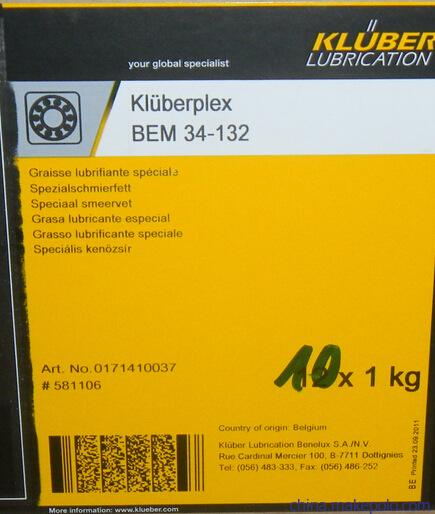 KLÜBER
LUBRICATION
your global specialist
Klüberplex
BEM 34-132
Graisse lubrifiante spéciale
Spezialschmierfett
Speciaal smeervet
Grasa lubricante especial
Grasso lubrificante speciale
Speciális kenőzsír
Art. No.0171410037
# 581106
10
12 x 1 kg
Country of origin: Belgium
Klüber Lubrication Benelux S.A./N.V.
Rue Cardinal Mercier 100, B-7711 Dottignies
Tel: (056) 483-333, Fax: (056) 486-252
BE Printed 23.09.2011
More information: www.klueber.com
china.makepolo.com